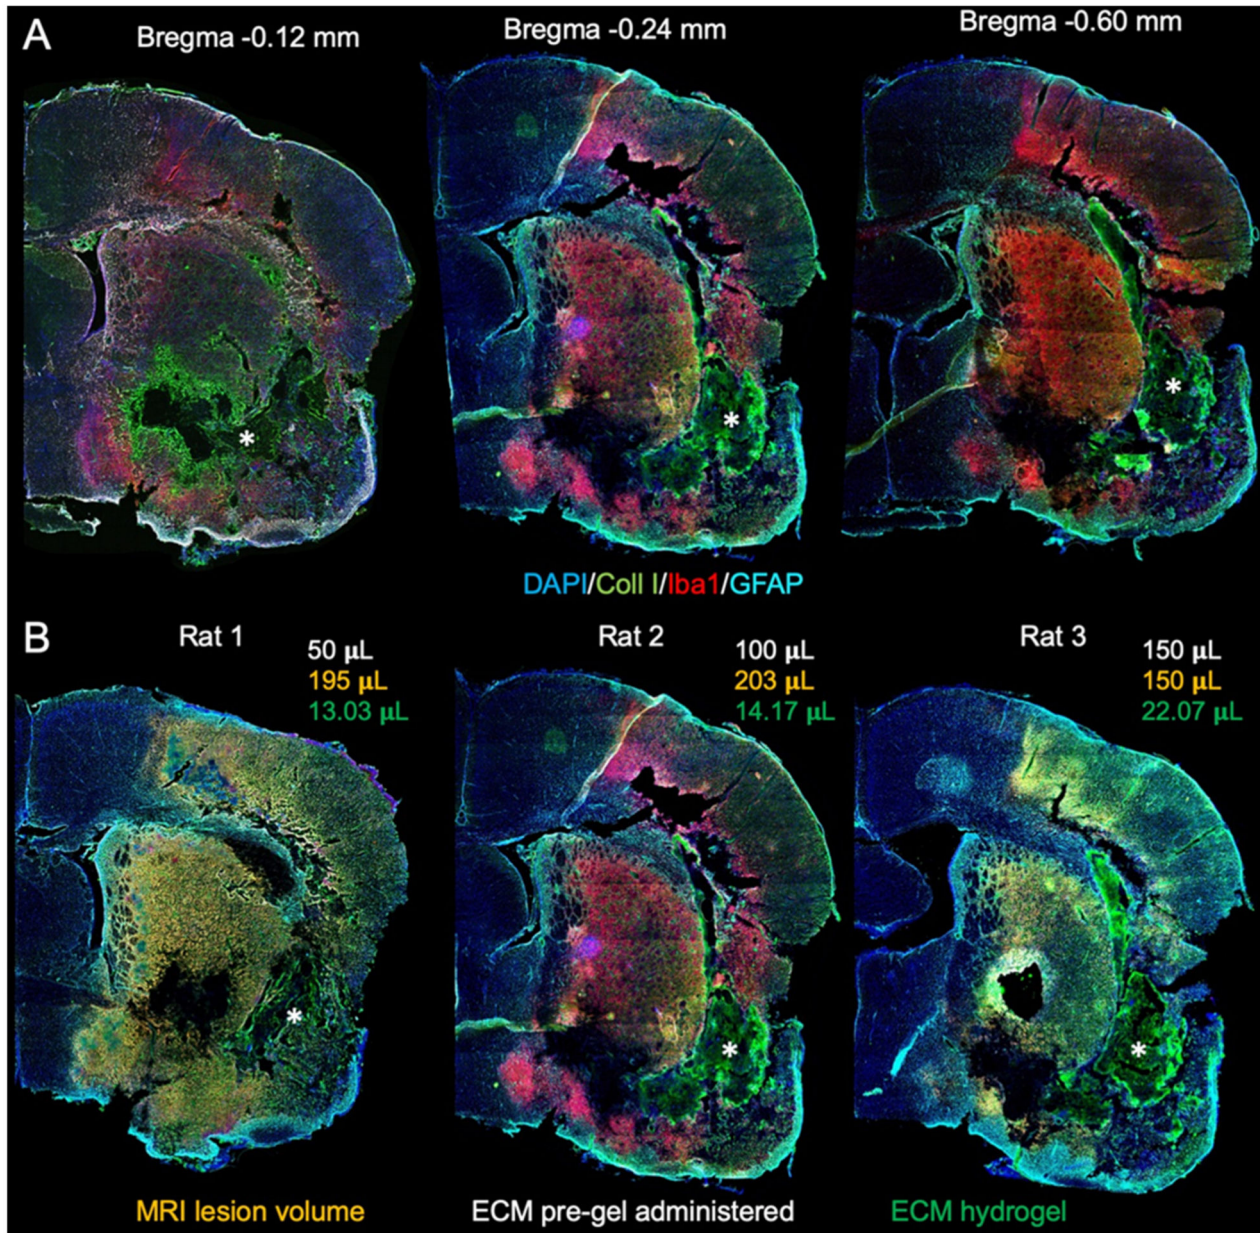 A
Bregma -0.12 mm
Bregma -0.24 mm
Bregma -0.60 mm
*
*
*
DAPI/Coll I/Iba1/GFAP
B
Rat 1
50 µL
195 µL
13.03 µL
Rat 2
100 µL
203 µL
14.17 µL
Rat 3
150 µL
150 µL
22.07 µL
*
*
*
MRI lesion volume
ECM pre-gel administered
ECM hydrogel